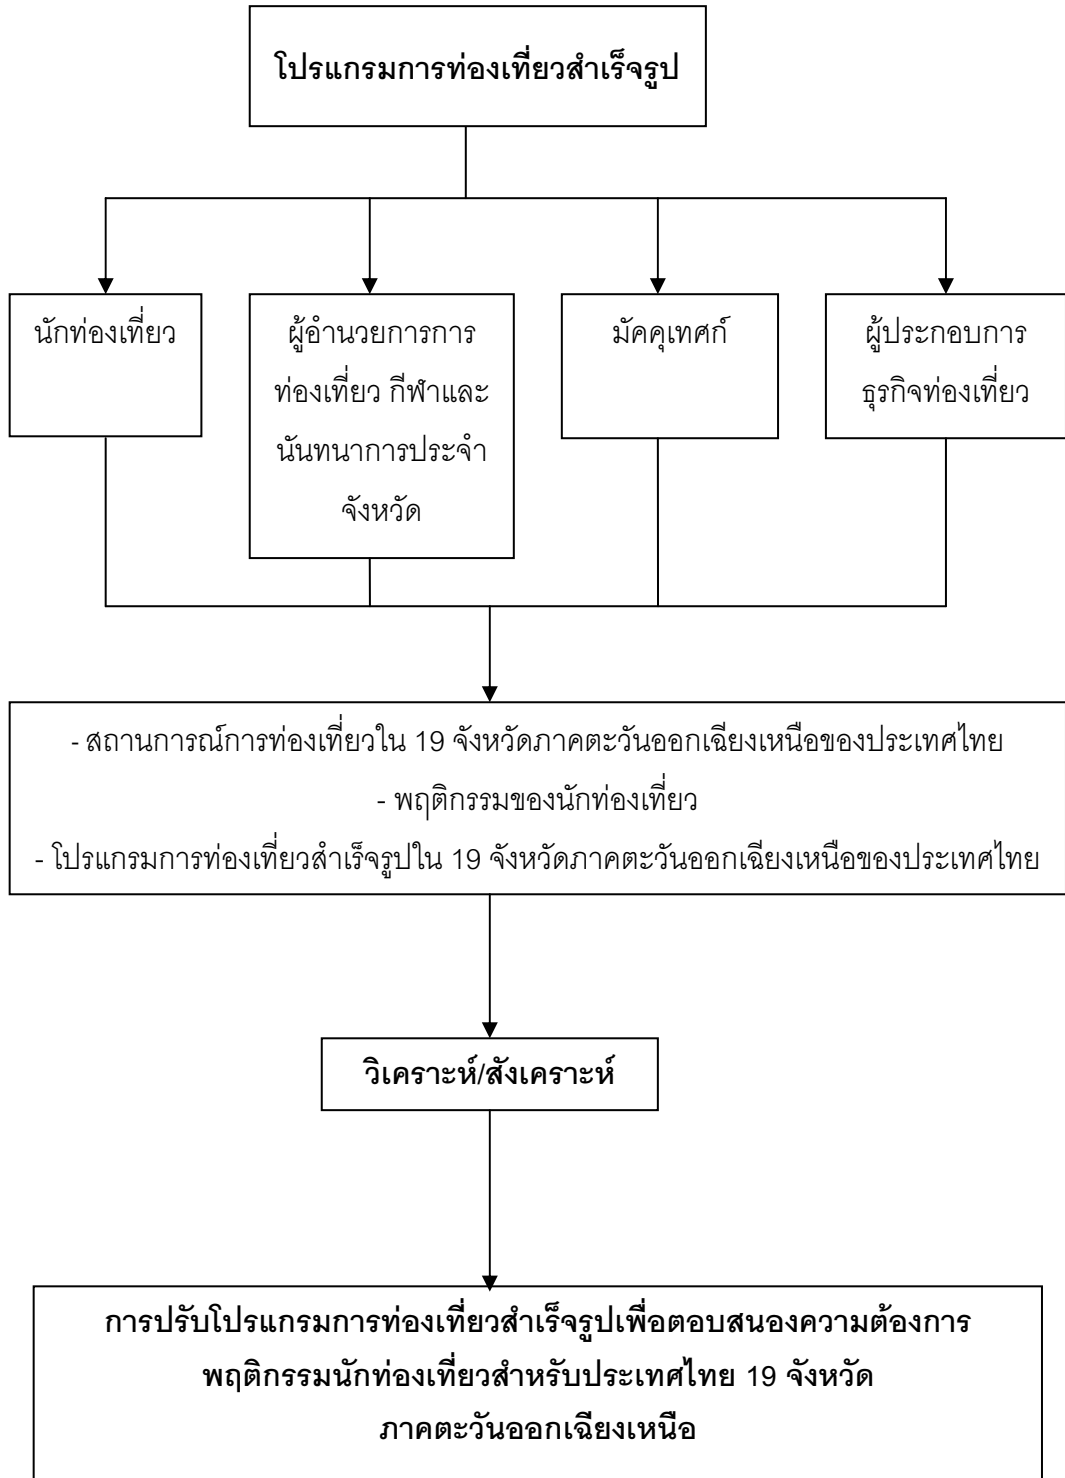 โปรแกรมการท่องเที่ยวสำเร็จรูป
นักท่องเที่ยว
ผู้อำนวยการการ
ท่องเที่ยว กีฬาและ
นันทนาการประจำ
จังหวัด
มัคคุเทศก์
ผู้ประกอบการ
ธุรกิจท่องเที่ยว
- สถานการณ์การท่องเที่ยวใน 19 จังหวัดภาคตะวันออกเฉียงเหนือของประเทศไทย
- พฤติกรรมของนักท่องเที่ยว
- โปรแกรมการท่องเที่ยวสำเร็จรูปใน 19 จังหวัดภาคตะวันออกเฉียงเหนือของประเทศไทย
วิเคราะห์/สังเคราะห์
การปรับโปรแกรมการท่องเที่ยวสำเร็จรูปเพื่อตอบสนองความต้องการ
พฤติกรรมนักท่องเที่ยวสำหรับประเทศไทย 19 จังหวัด
ภาคตะวันออกเฉียงเหนือ